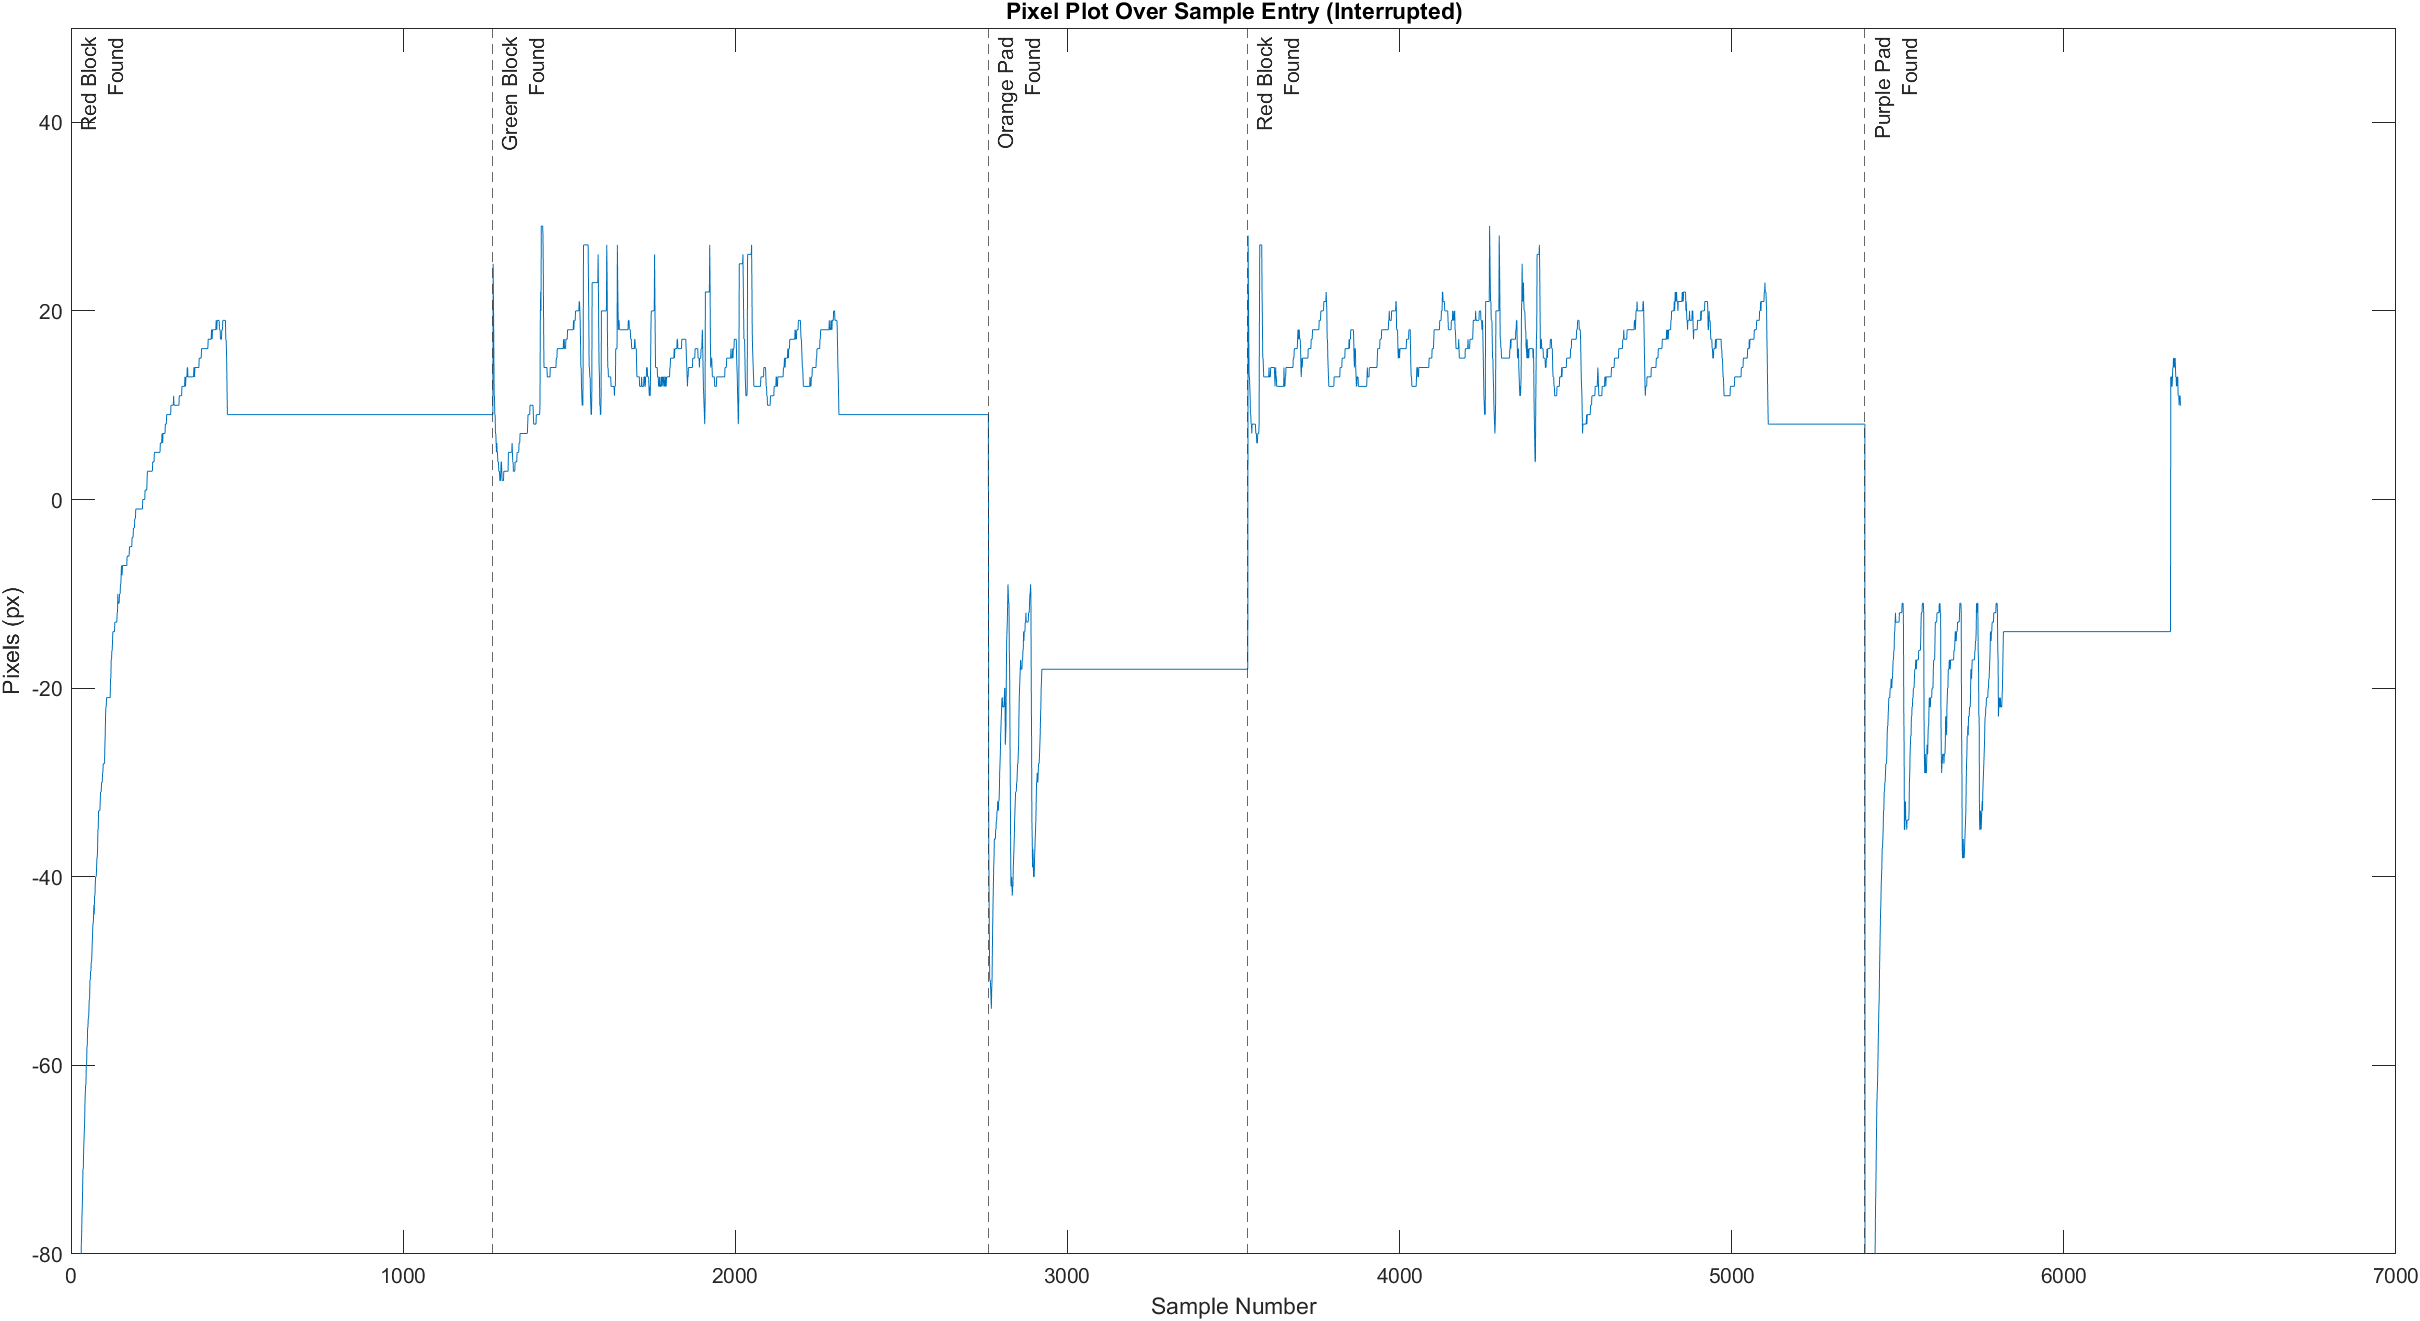 Pixel Plot Over Sample Entry (Interrupted)
Red Block
Found
Green Block
Found
Orange Pad
Found
Red Block
Found
Purple Pad
Found
40
20
0
-20
-40
-60
-80
Pixels (px)
0 1000 2000 3000 4000 5000 6000 7000
Sample Number